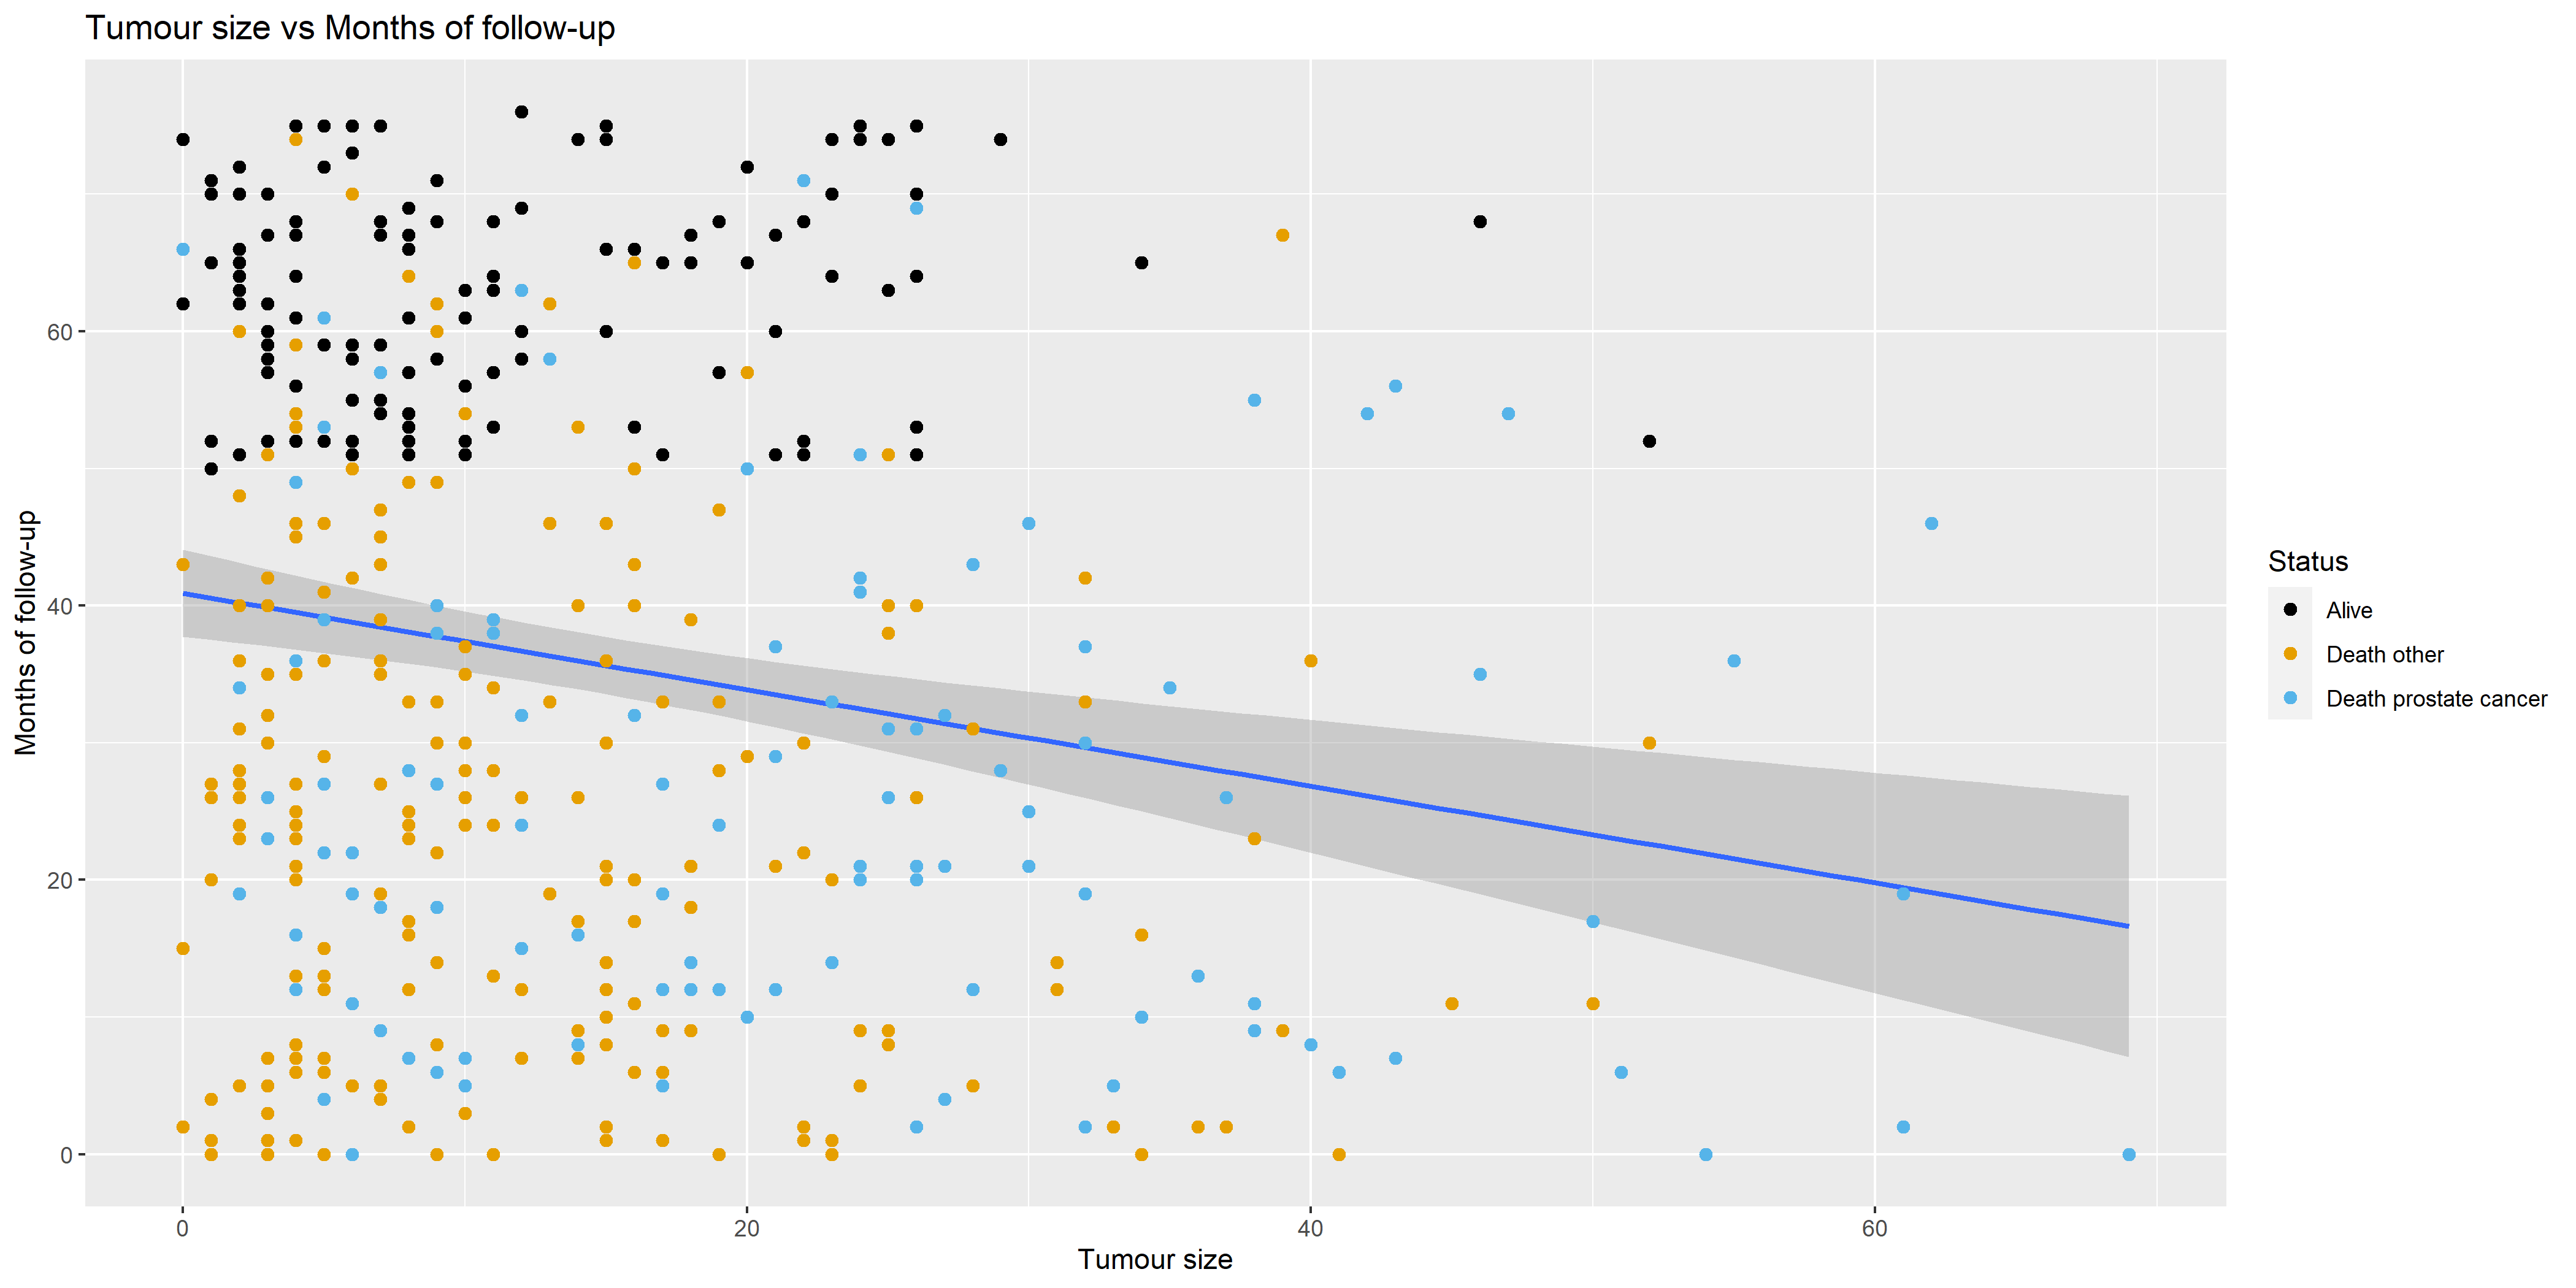 Tumour size vs Months of follow-up
Months of follow-up
60
40
20
0
0 20 40 60
Tumour size
Status
Alive
Death other
Death prostate cancer